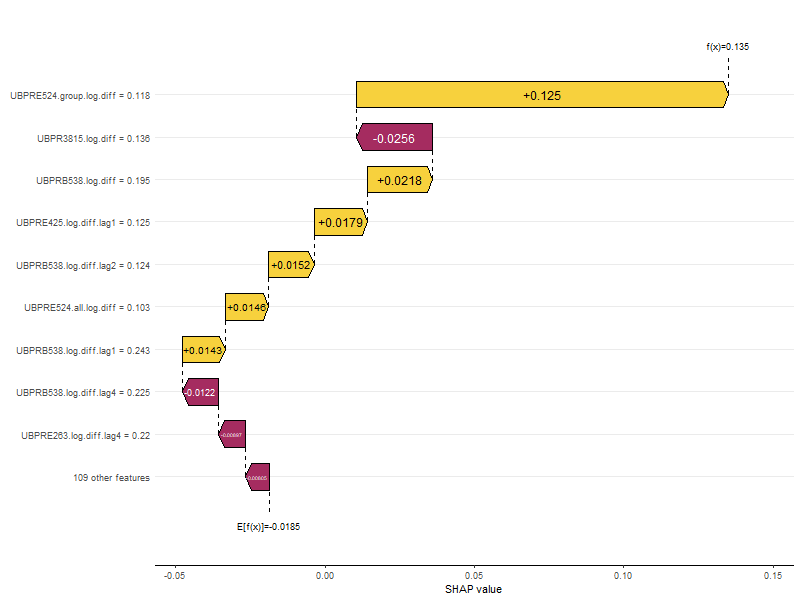 f(x)=0.135
UBPRE524.group.log.diff = 0.118
+0.125
UBPR3815.log.diff = 0.136
-0.0256
UBPRB538.log.diff = 0.195
+0.0218
UBPRE425.log.diff.lag1 = 0.125
+0.0179
UBPRB538.log.diff.lag2 = 0.124
+0.0152
UBPRE524.all.log.diff = 0.103
+0.0146
UBPRB538.log.diff.lag1 = 0.243
+0.0143
UBPRB538.log.diff.lag4 = 0.225
-0.0122
UBPRE263.log.diff.lag4 = 0.22
-0.00897
109 other features
E[f(x)]=-0.0185
-0.05
0.00
0.05
0.10
0.15
SHAP value